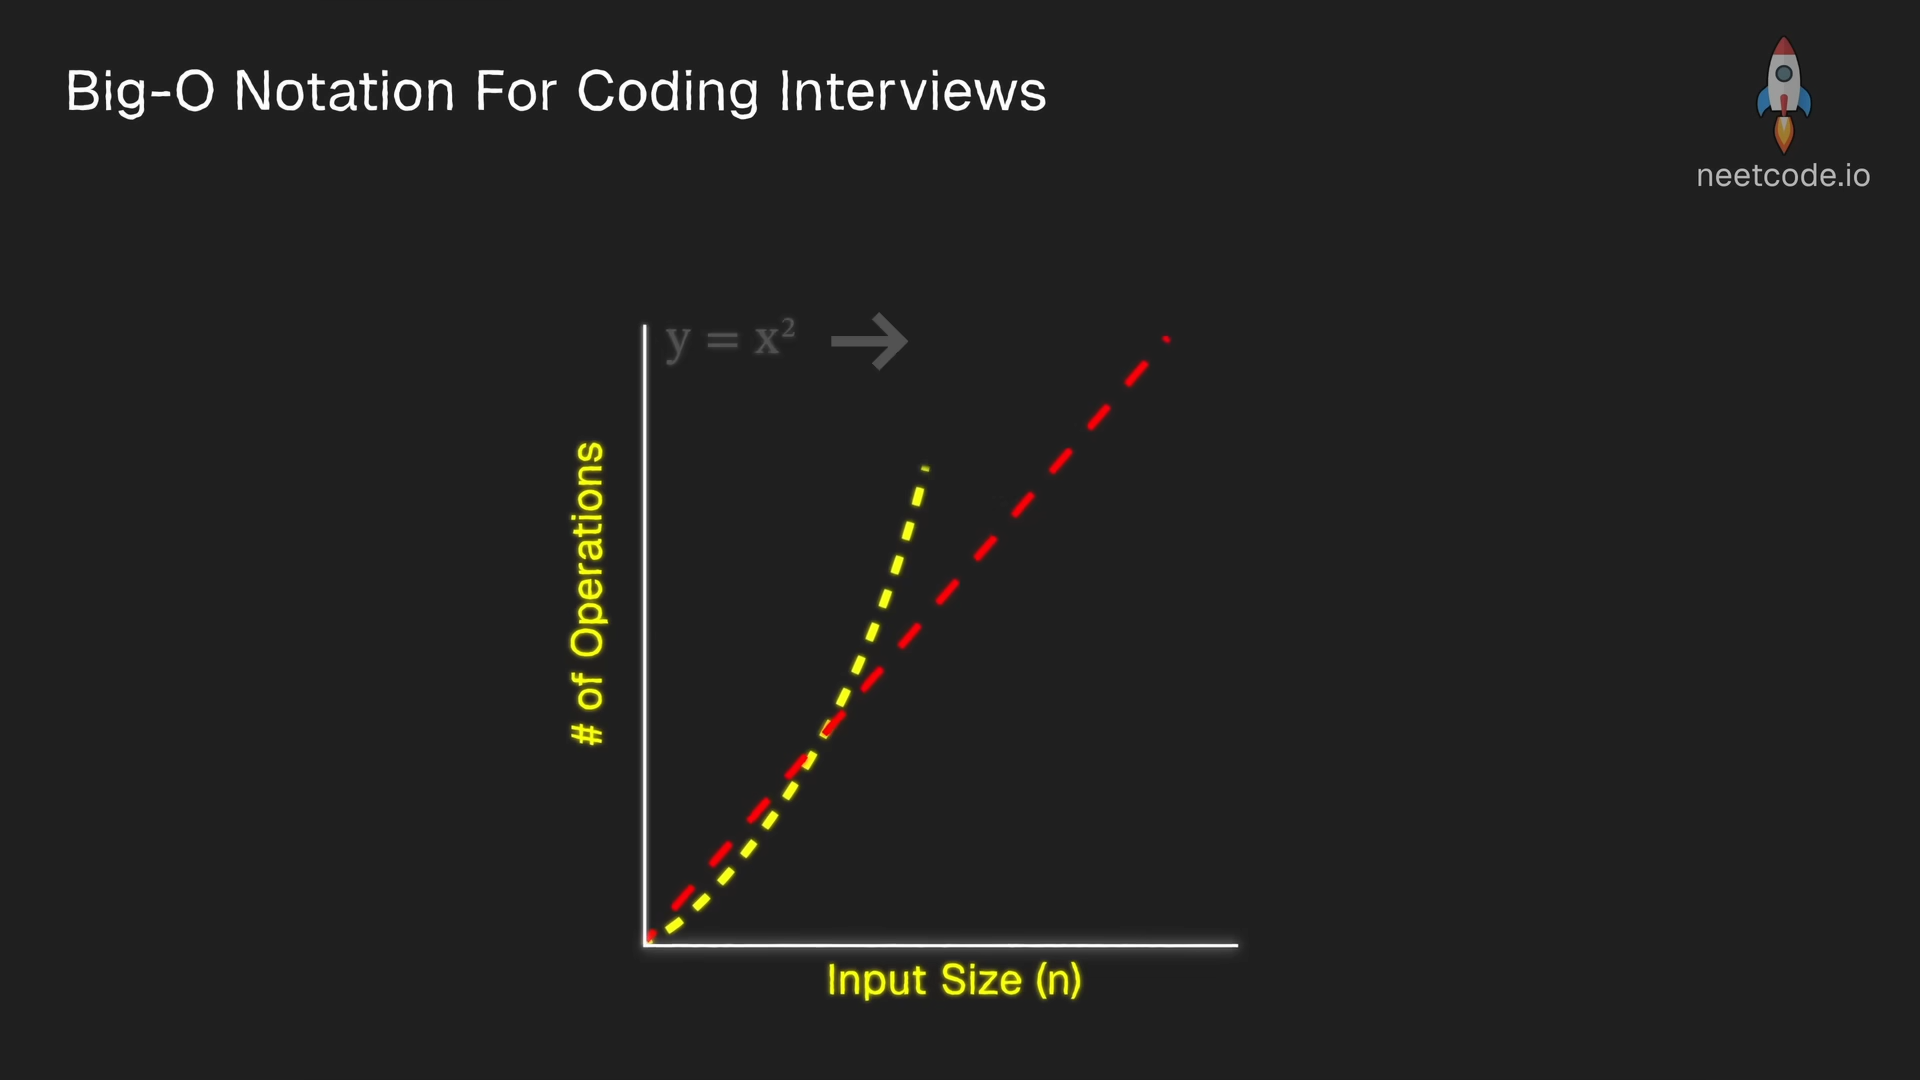 Big-O Notation For Coding Interviews
neetcode.io
y = x²
# of Operations
Input Size (n)